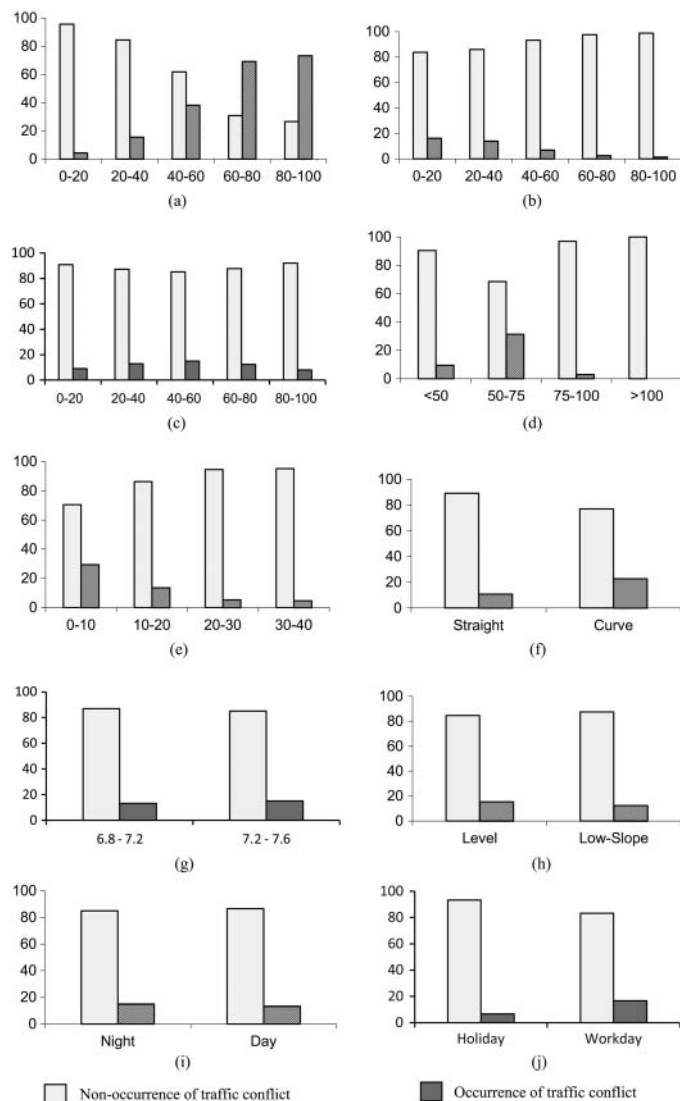 100
80
60
40
20
0
0-20 20-40 40-60 60-80 80-100
(a)
100
80
60
40
20
0
0-20 20-40 40-60 60-80 80-100
(b)
100
80
60
40
20
0
0-20 20-40 40-60 60-80 80-100
(c)
100
80
60
40
20
0
<50 50-75 75-100 >100
(d)
100
80
60
40
20
0
0-10 10-20 20-30 30-40
(e)
100
80
60
40
20
0
Straight Curve
(f)
100
80
60
40
20
0
6.8 - 7.2 7.2 - 7.6
(g)
100
80
60
40
20
0
Level Low-Slope
(h)
100
80
60
40
20
0
Night Day
(i)
100
80
60
40
20
0
Holiday Workday
(j)
Non-occurrence of traffic conflict
Occurrence of traffic conflict